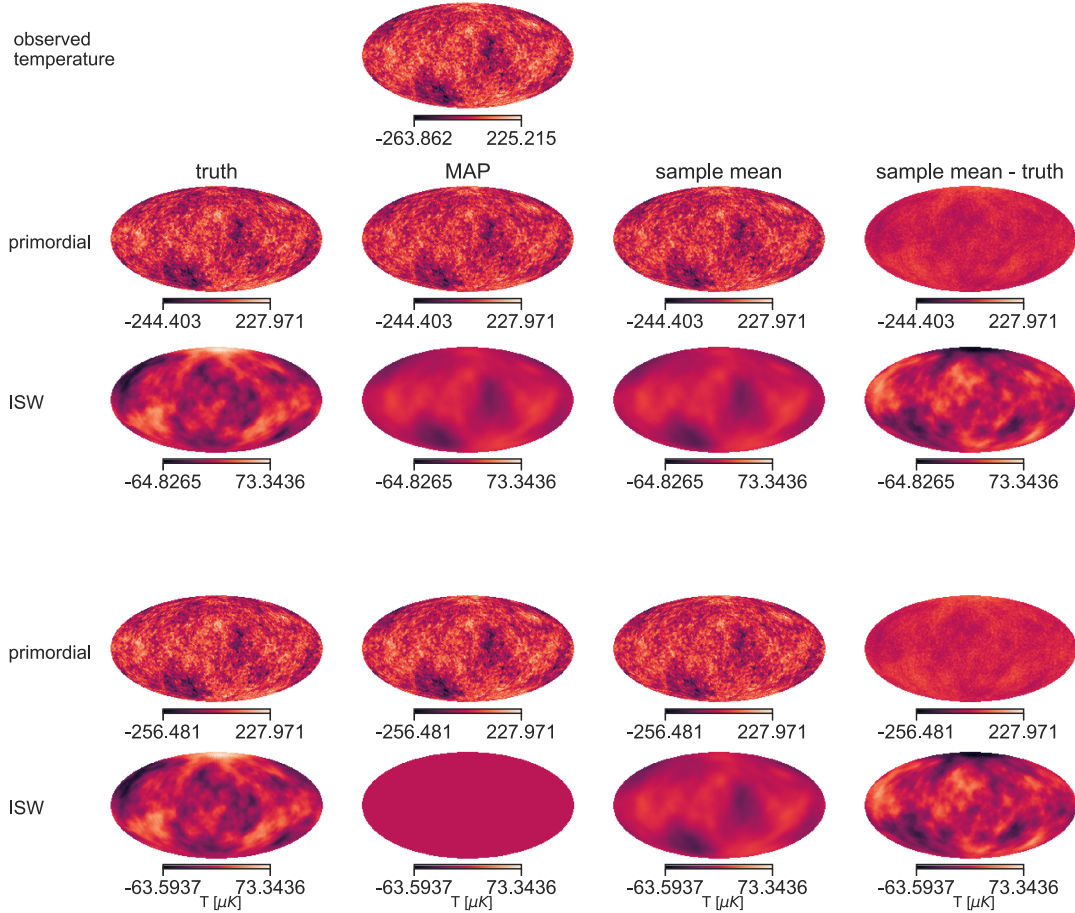 observed
temperature
-263.862 225.215
truth MAP sample mean sample mean - truth
primordial
-244.403 227.971 -244.403 227.971 -244.403 227.971 -244.403 227.971
ISW
-64.8265 73.3436 -64.8265 73.3436 -64.8265 73.3436 -64.8265 73.3436
primordial
-256.481 227.971 -256.481 227.971 -256.481 227.971 -256.481 227.971
ISW
-63.5937 73.3436 -63.5937 73.3436 -63.5937 73.3436 -63.5937 73.3436
T [μK] T [μK] T [μK] T [μK]